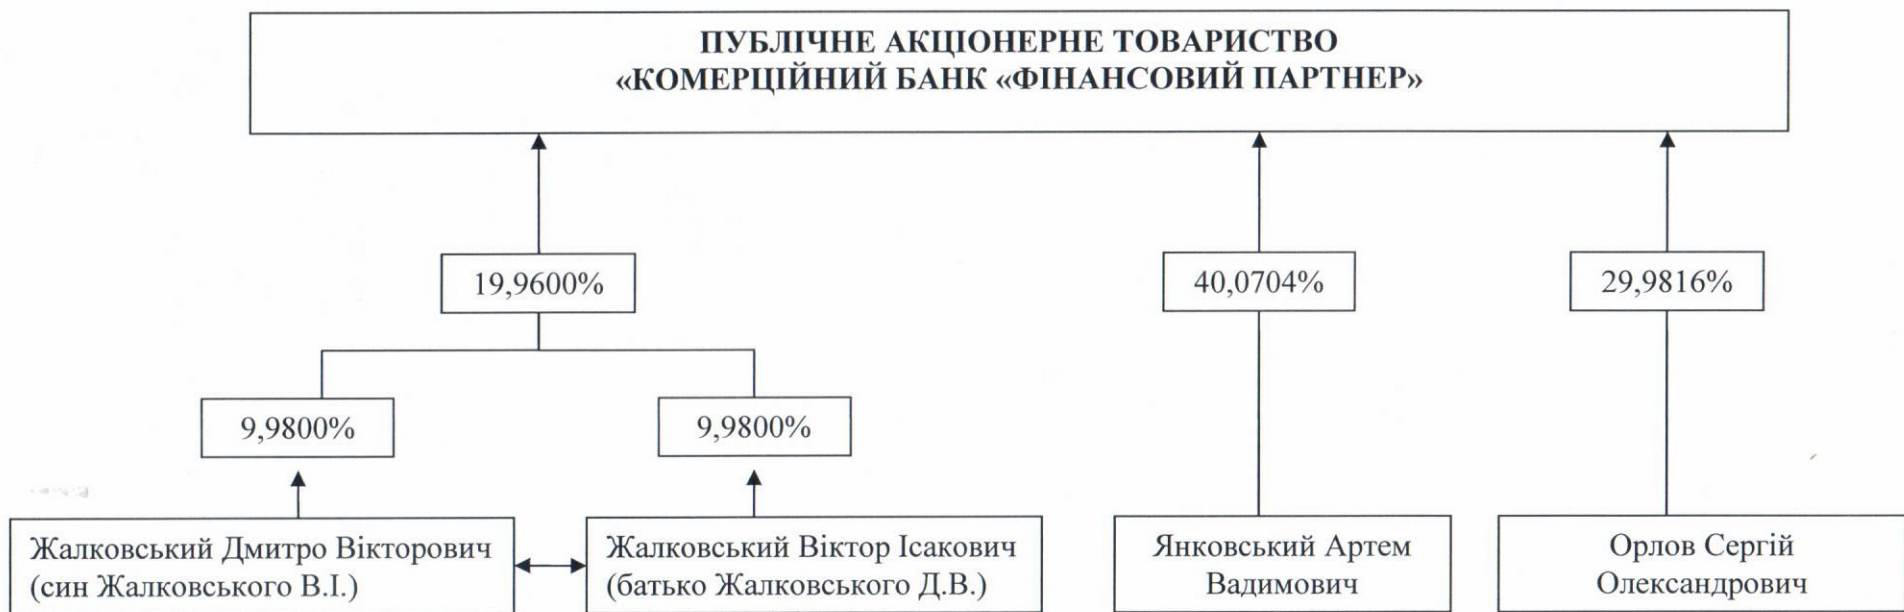 ПУБЛІЧНЕ АКЦІОНЕРНЕ ТОВАРИСТВО
«КОМЕРЦІЙНИЙ БАНК «ФІНАНСОВИЙ ПАРТНЕР»
19,9600%
40,0704%
29,9816%
9,9800%
9,9800%
Жалковський Дмитро Вікторович
(син Жалковського В.І.)
Жалковський Віктор Ісакович
(батько Жалковського Д.В.)
Янковський Артем
Вадимович
Орлов Сергій
Олександрович